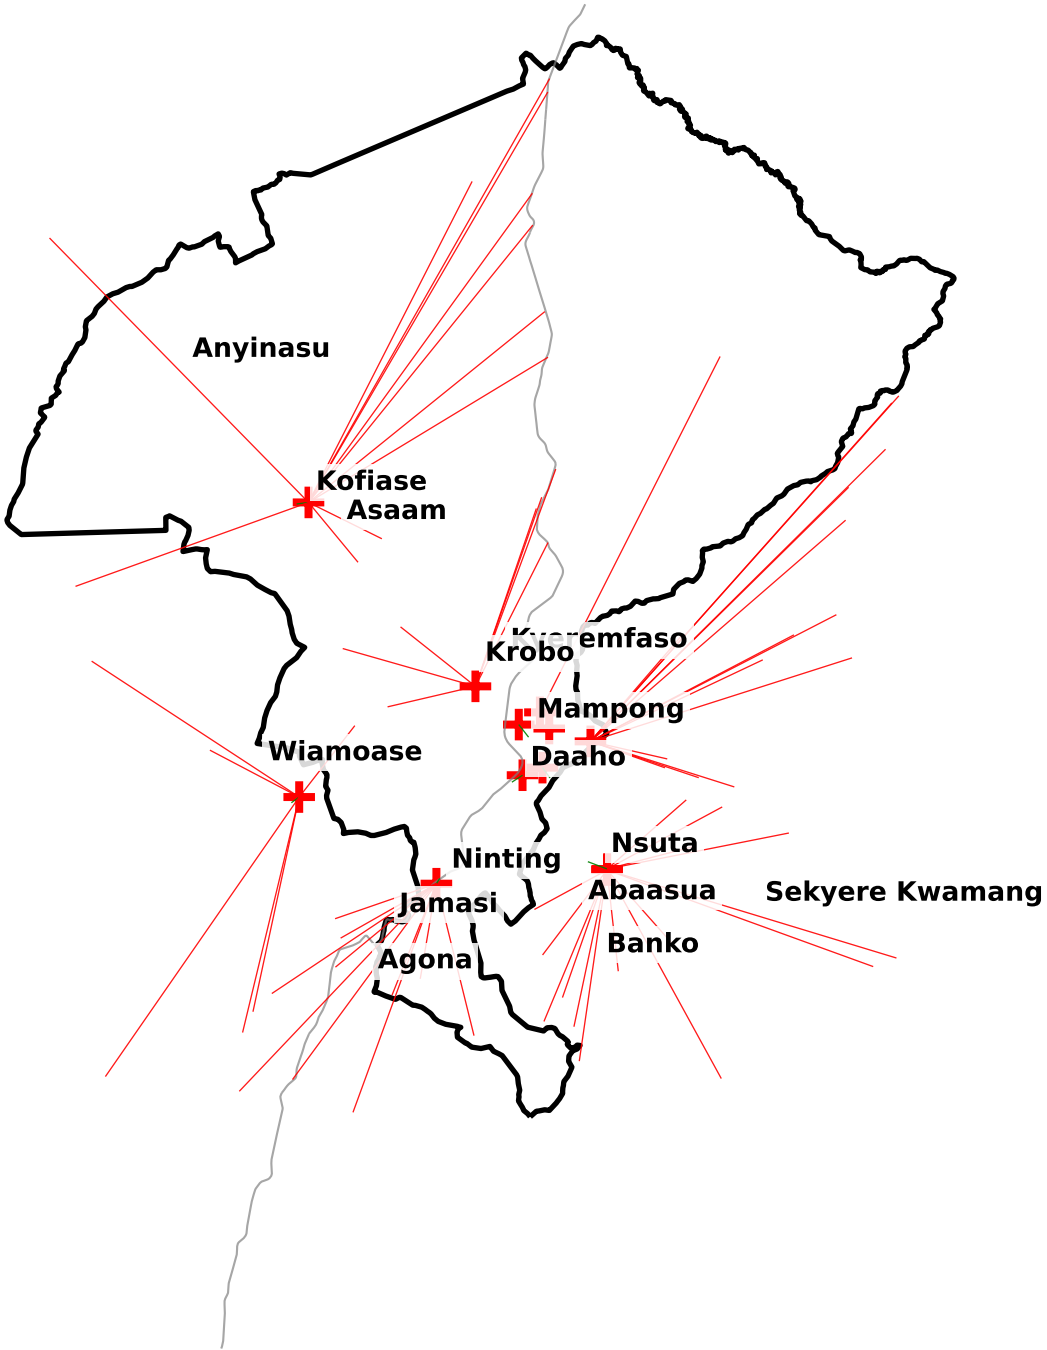 Anyinasu
Kofiase
Asaam
Kyeremfaso
Krobo
Mampong
Wiamoase
Daaho
Nsuta
Ninting
Abaasua
Sekyere Kwamang
Jamasi
Banko
Agona